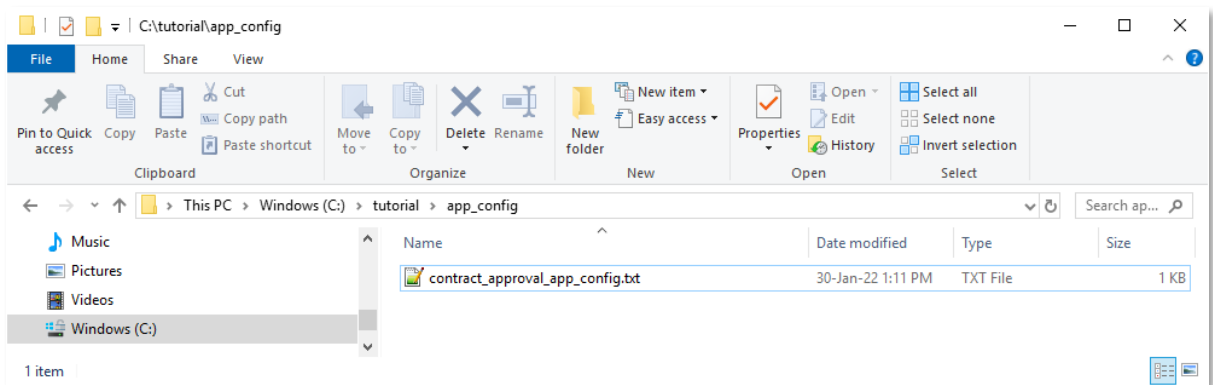 C:\tutorial\app_config
File Home Share View
Pin to Quick access
Copy
Paste
Cut
Copy path
Paste shortcut
Clipboard
Move to
Copy to
Delete
Rename
Organize
New folder
New item
Easy access
New
Properties
Open
Edit
History
Open
Select all
Select none
Invert selection
Select
This PC > Windows (C:) > tutorial > app_config
Search ap...
Music
Pictures
Videos
Windows (C:)
Name Date modified Type Size
contract_approval_app_config.txt 30-Jan-22 1:11 PM TXT File 1 KB
1 item